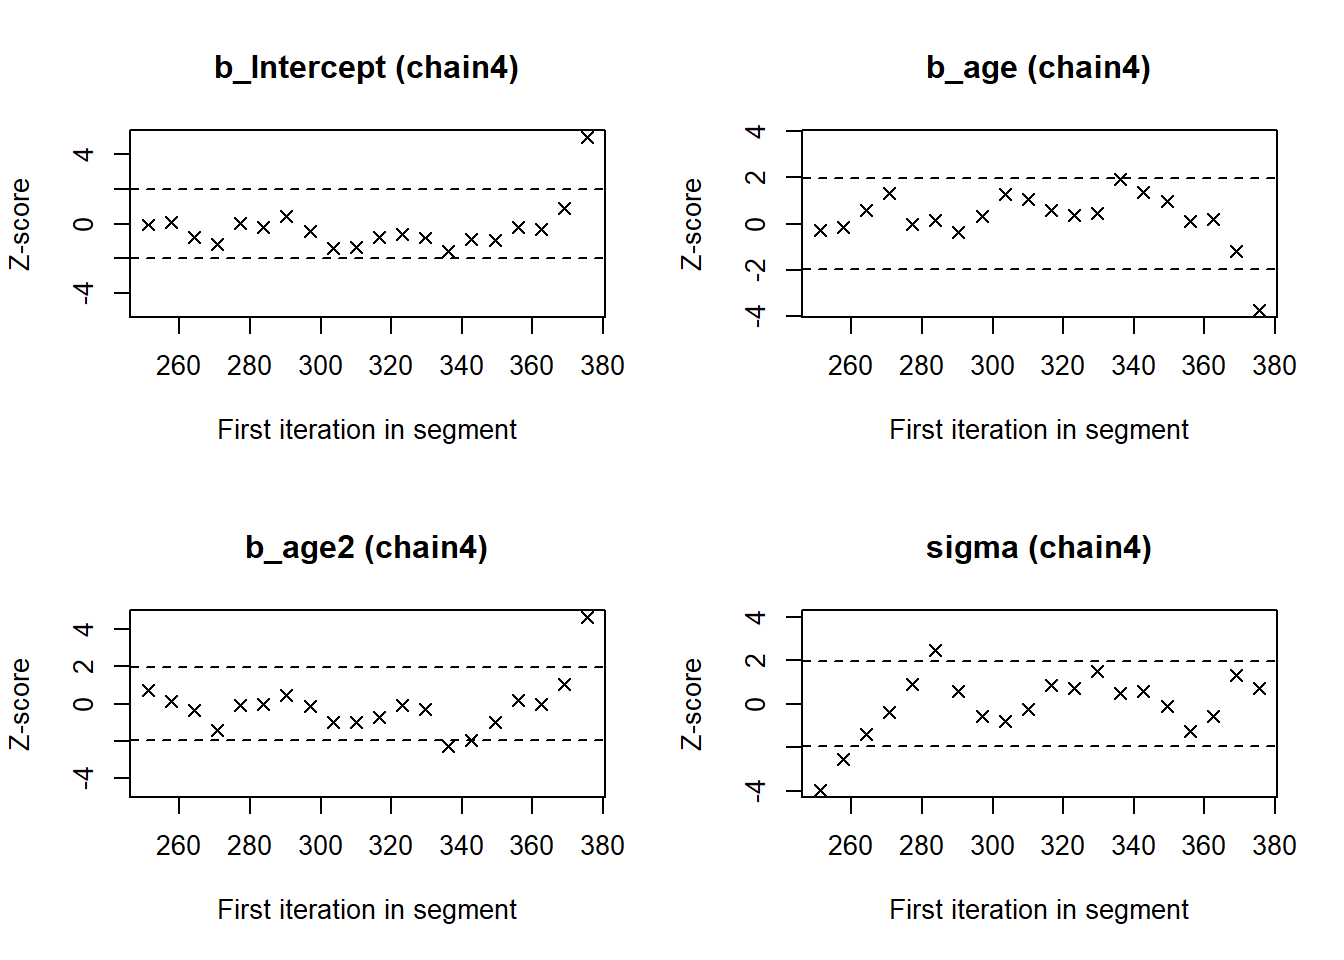 b_Intercept (chain4)
Z-score
4
0
-4
260 280 300 320 340 360 380
First iteration in segment
b_age (chain4)
Z-score
4
2
0
-2
-4
260 280 300 320 340 360 380
First iteration in segment
b_age2 (chain4)
Z-score
4
2
0
-4
260 280 300 320 340 360 380
First iteration in segment
sigma (chain4)
Z-score
4
2
0
-4
260 280 300 320 340 360 380
First iteration in segment